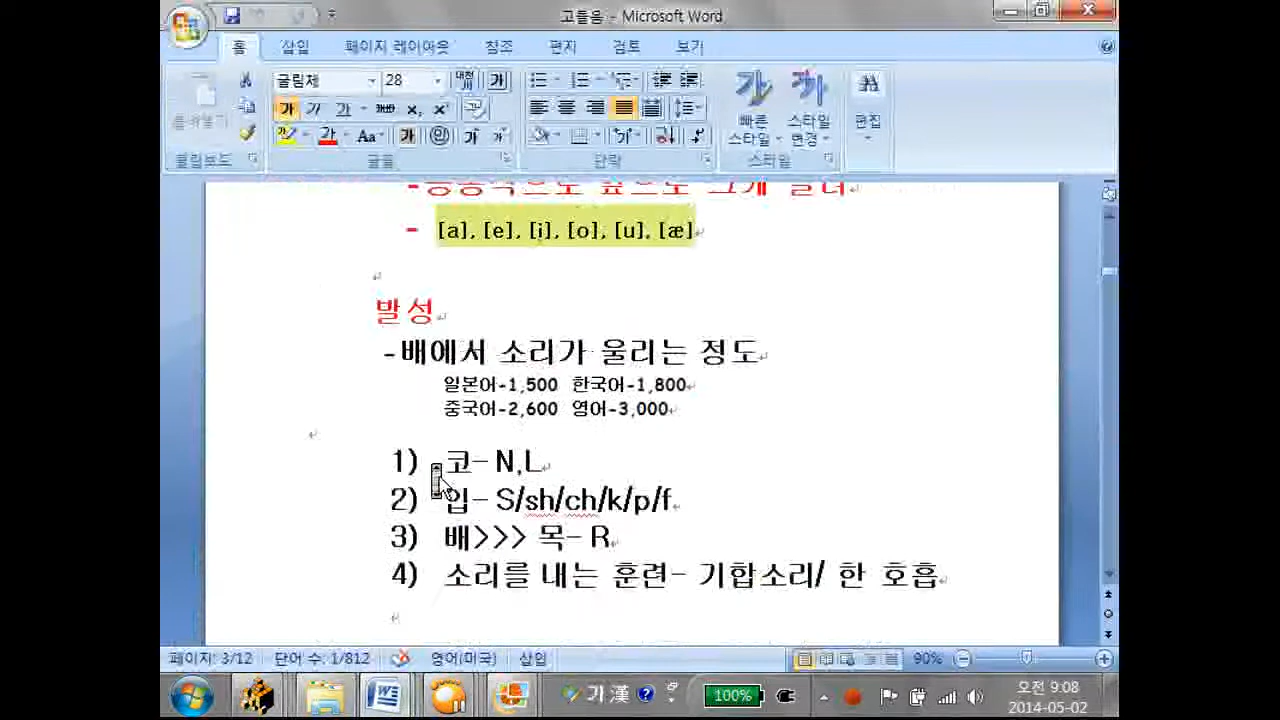 고들음 - Microsoft Word
홈 삽입 페이지 레이아웃 참조 편지 검토 보기
굴림체 28
빠른 스타일 스타일 변경 편집
클립보드 글꼴 단락 스타일
- [a], [e], [i], [o], [u], [æ]
발성
-배에서 소리가 울리는 정도
일본어-1,500 한국어-1,800
중국어-2,600 영어-3,000
1) 코- N,L
2) 입- S/sh/ch/k/p/f
3) 배>>> 목- R
4) 소리를 내는 훈련- 기합소리/ 한 호흡
페이지: 3/12 단어 수: 1/812 영어(미국) 삽입 90%
가 漢 100% 오전 9:08
2014-05-02